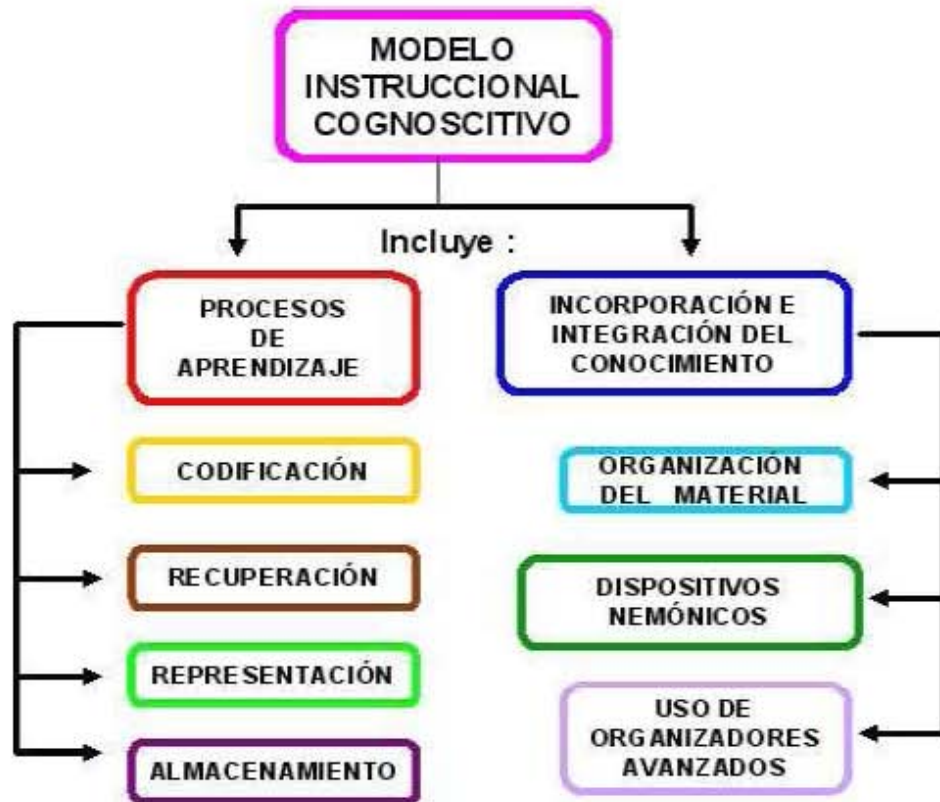 MODELO
INSTRUCCIONAL
COGNOSCITIVO
Incluye :
PROCESOS
DE
APRENDIZAJE
CODIFICACIÓN
RECUPERACIÓN
REPRESENTACIÓN
ALMACENAMIENTO
INCORPORACIÓN E
INTEGRACIÓN DEL
CONOCIMIENTO
ORGANIZACIÓN
DEL MATERIAL
DISPOSITIVOS
NEMÓNICOS
USO DE
ORGANIZADORES
AVANZADOS